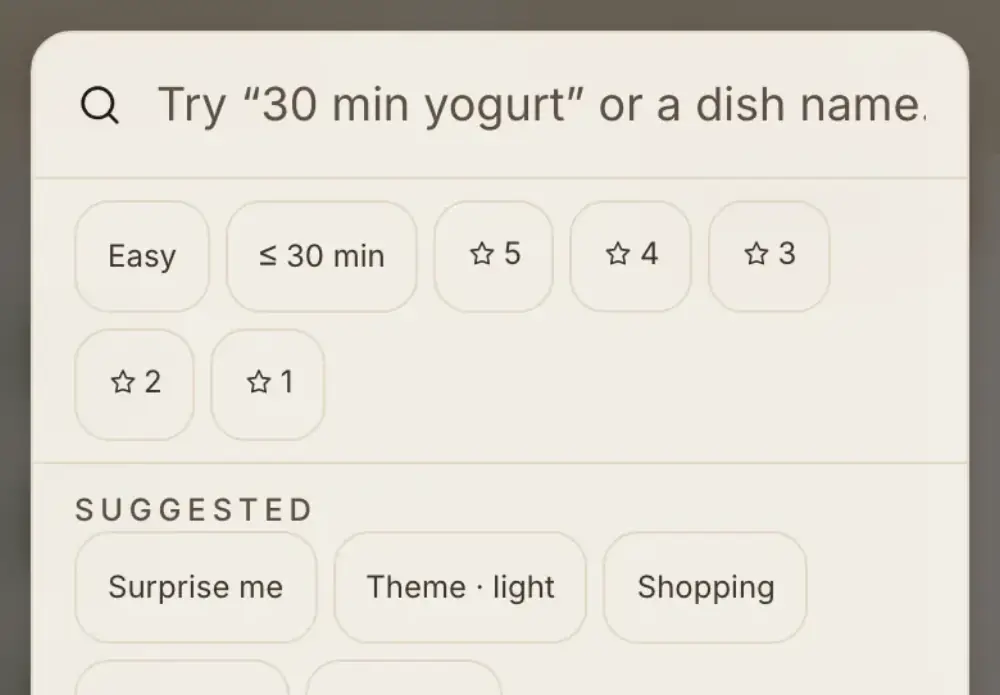 Try “30 min yogurt” or a dish name.
Easy ≤ 30 min ☆ 5 ☆ 4 ☆ 3
☆ 2 ☆ 1
SUGGESTED
Surprise me Theme · light Shopping